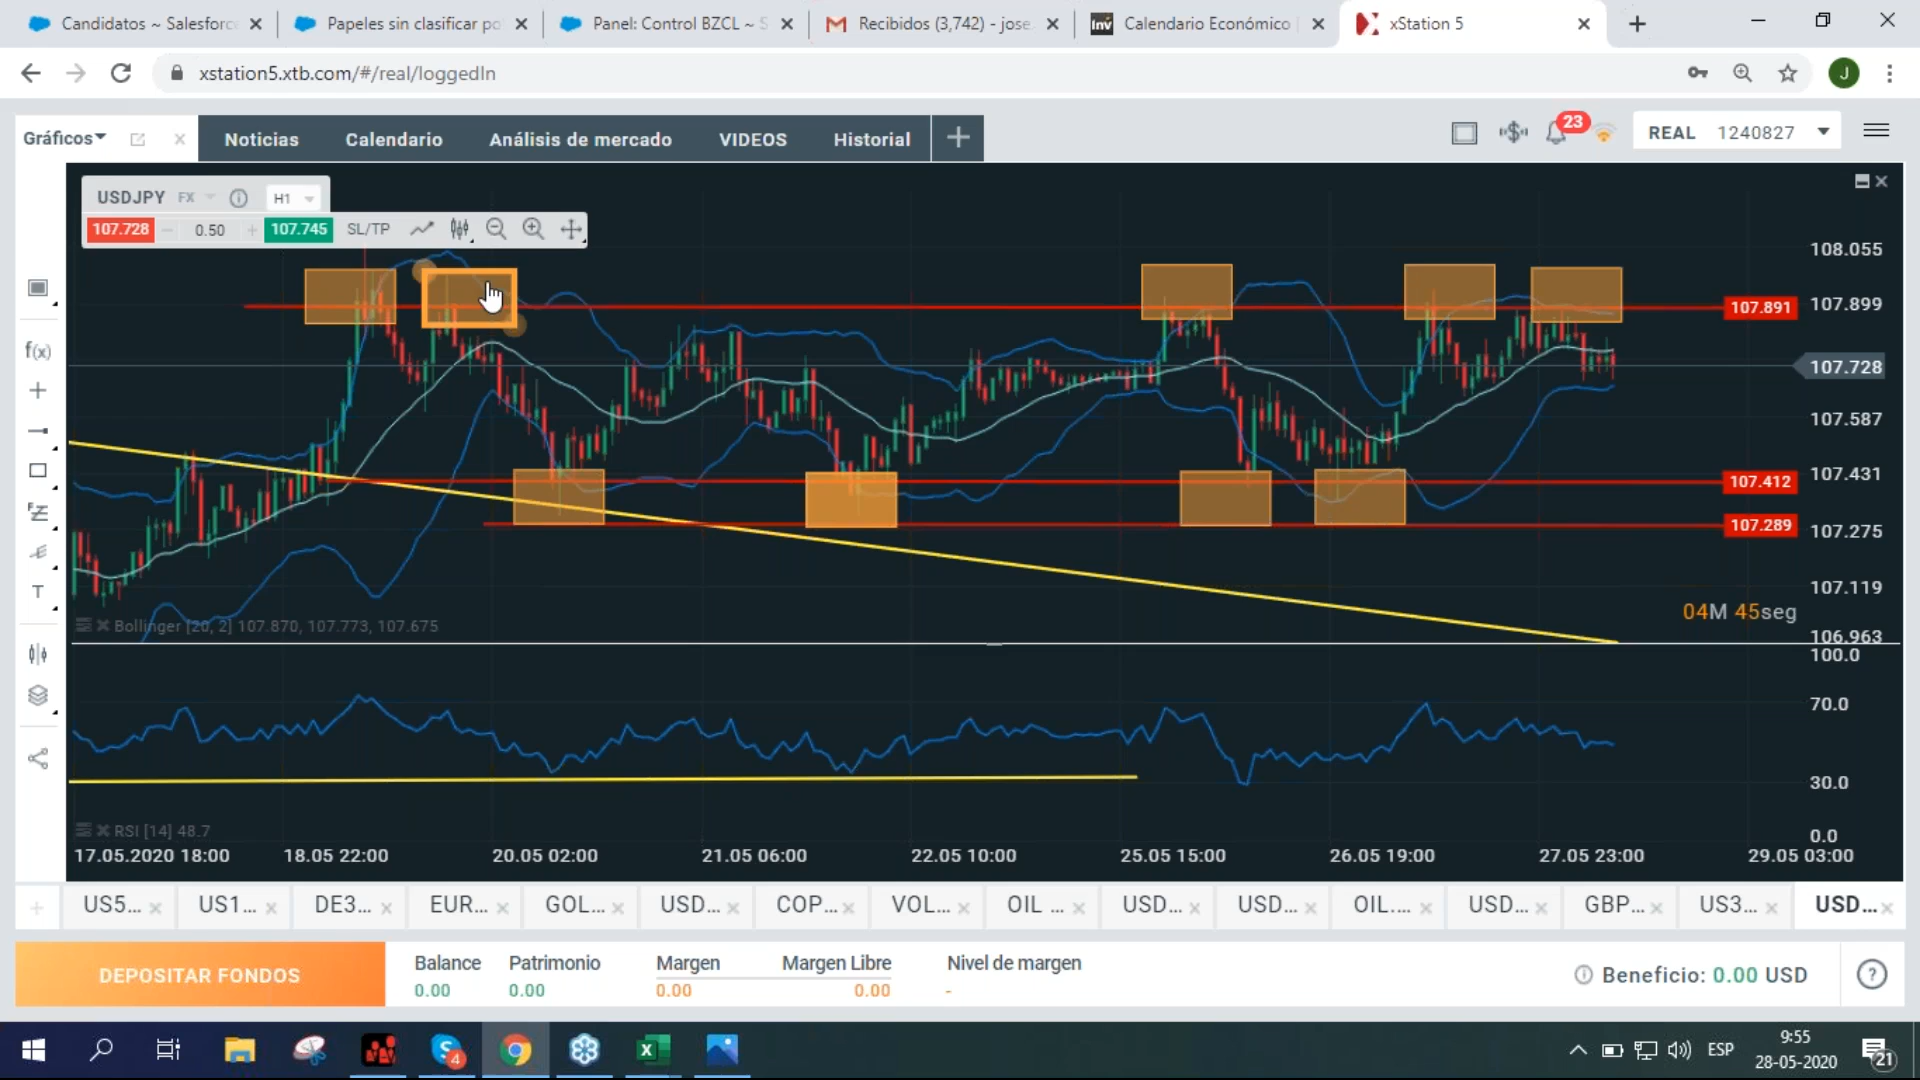 Candidatos ~ Salesforce
Papeles sin clasificar po
Panel: Control BZCL ~ S
Recibidos (3,742) - jose.
Inv
Calendario Económico
xStation 5
xstation5.xtb.com/#/real/loggedIn
J
Gráficos
Noticias
Calendario
Análisis de mercado
VIDEOS
Historial
23
REAL 1240827
USDJPY FX H1
107.728 0.50 107.745 SL/TP
108.055
107.899
107.891
107.728
107.587
107.431
107.412
107.289
107.275
107.119
106.963
04M 45seg
Bollinger [20, 2] 107.870, 107.773, 107.675
f(x)
T
100.0
70.0
30.0
0.0
RSI [14] 48.7
17.05.2020 18:00 18.05 22:00 20.05 02:00 21.05 06:00 22.05 10:00 25.05 15:00 26.05 19:00 27.05 23:00 29.05 03:00
US5... US1... DE3... EUR... GOL... USD... COP... VOL... OIL ... USD... USD... OIL.... USD... GBP... US3... USD...
DEPOSITAR FONDOS
Balance Patrimonio Margen Margen Libre Nivel de margen
0.00 0.00 0.00 0.00 -
Beneficio: 0.00 USD
?
4
ESP
9:55
28-05-2020
21